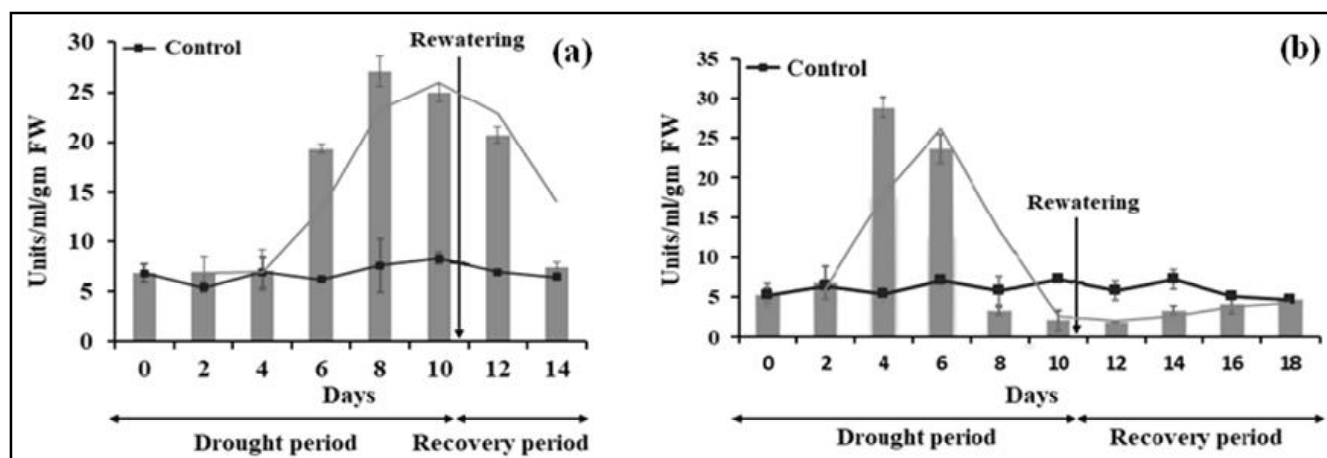 (a)
Control
Rewatering
Units/ml/gm FW
30
25
20
15
10
5
0
0 2 4 6 8 10 12 14
Days
Drought period Recovery period
(b)
Control
Rewatering
Units/ml/gm FW
35
30
25
20
15
10
5
0
0 2 4 6 8 10 12 14 16 18
Days
Drought period Recovery period